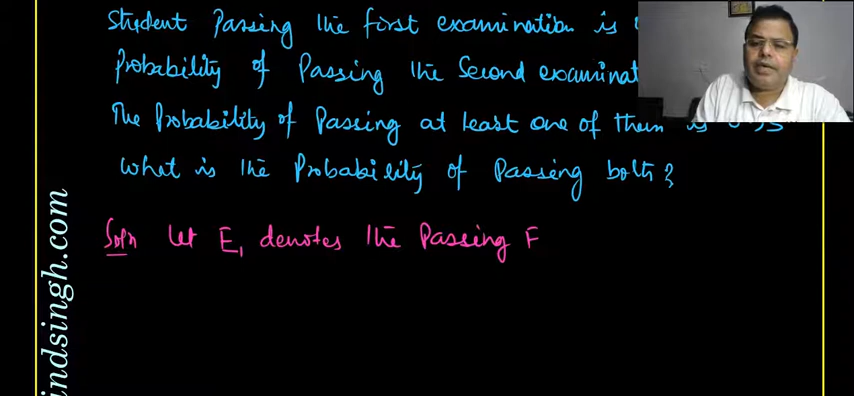 Student Passing the first examination is
Probability of Passing the Second examinat
The Probability of Passing at least one of them is
What is the Probability of Passing both?
Soln Let E1 denotes the Passing F
indsingh.com